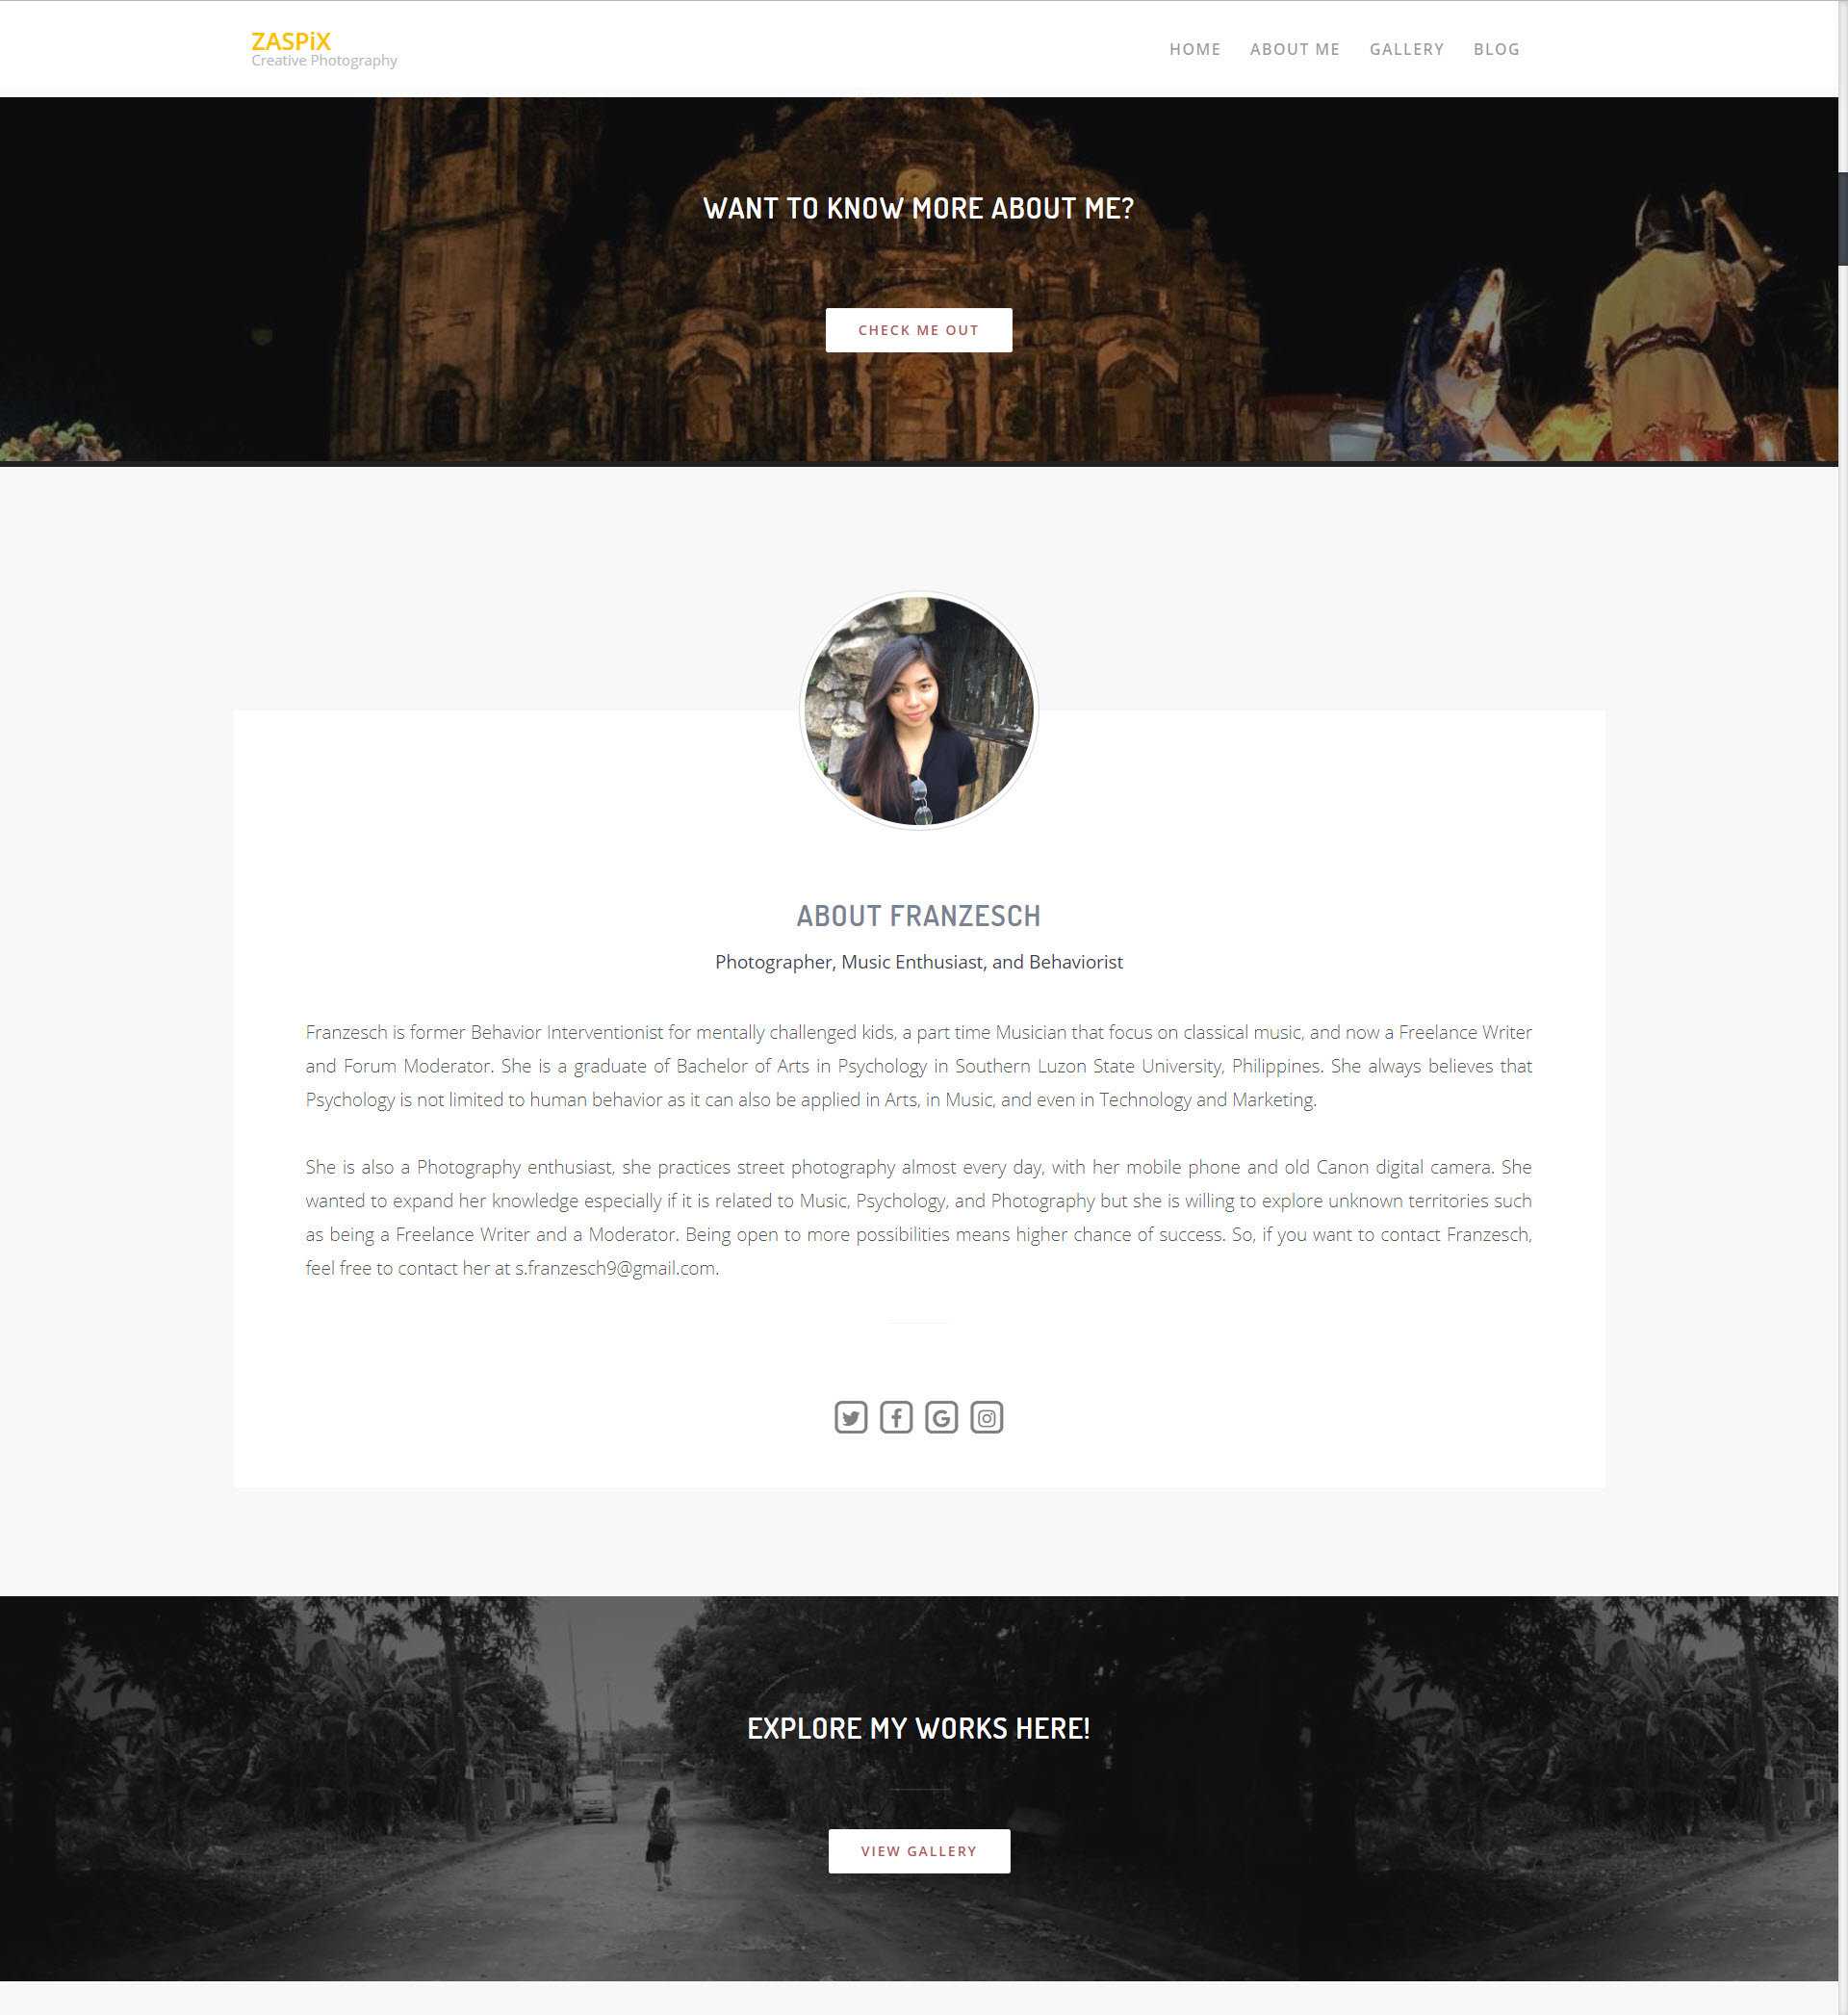 ZASPiX
Creative Photography
HOME ABOUT ME GALLERY BLOG
WANT TO KNOW MORE ABOUT ME?
CHECK ME OUT
ABOUT FRANZESCH
Photographer, Music Enthusiast, and Behaviorist
Franzesch is former Behavior Interventionist for mentally challenged kids, a part time Musician that focus on classical music, and now a Freelance Writer
and Forum Moderator. She is a graduate of Bachelor of Arts in Psychology in Southern Luzon State University, Philippines. She always believes that
Psychology is not limited to human behavior as it can also be applied in Arts, in Music, and even in Technology and Marketing.
She is also a Photography enthusiast, she practices street photography almost every day, with her mobile phone and old Canon digital camera. She
wanted to expand her knowledge especially if it is related to Music, Psychology, and Photography but she is willing to explore unknown territories such
as being a Freelance Writer and a Moderator. Being open to more possibilities means higher chance of success. So, if you want to contact Franzesch,
feel free to contact her at s.franzesch9@gmail.com.
EXPLORE MY WORKS HERE!
VIEW GALLERY